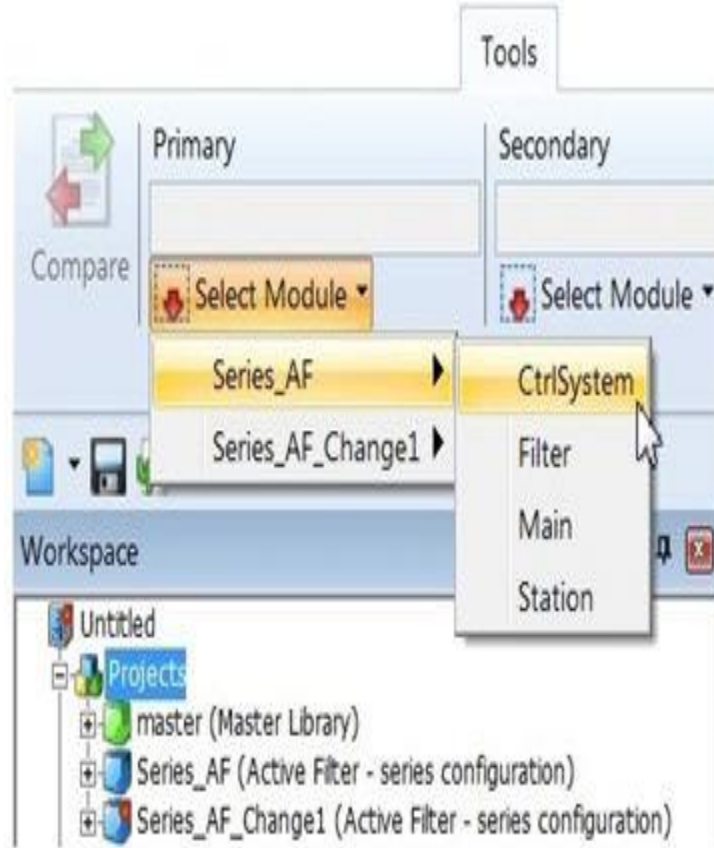 Tools
Primary
Secondary
Compare
Select Module
Select Module
Series_AF
Series_AF_Change1
CtrlSystem
Filter
Main
Station
Workspace
Untitled
Projects
master (Master Library)
Series_AF (Active Filter - series configuration)
Series_AF_Change1 (Active Filter - series configuration)